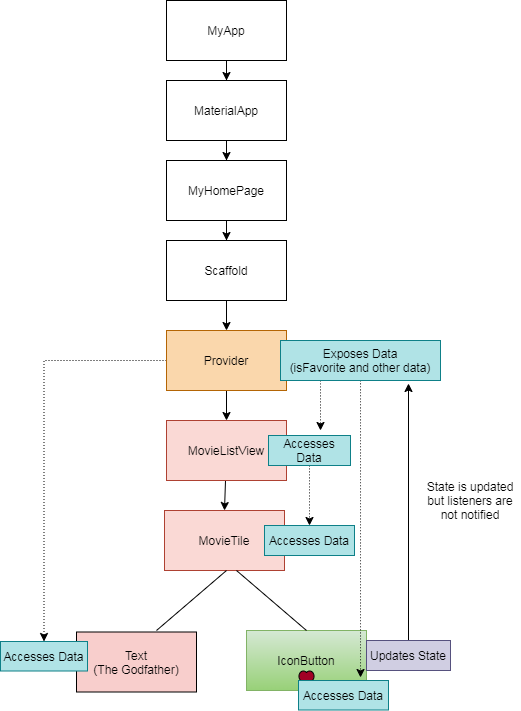 MyApp
MaterialApp
MyHomePage
Scaffold
Provider
Exposes Data
(isFavorite and other data)
MovieListView
Accesses
Data
State is updated
but listeners are
not notified
MovieTile
Accesses Data
Accesses Data
Text
(The Godfather)
IconButton
Updates State
Accesses Data